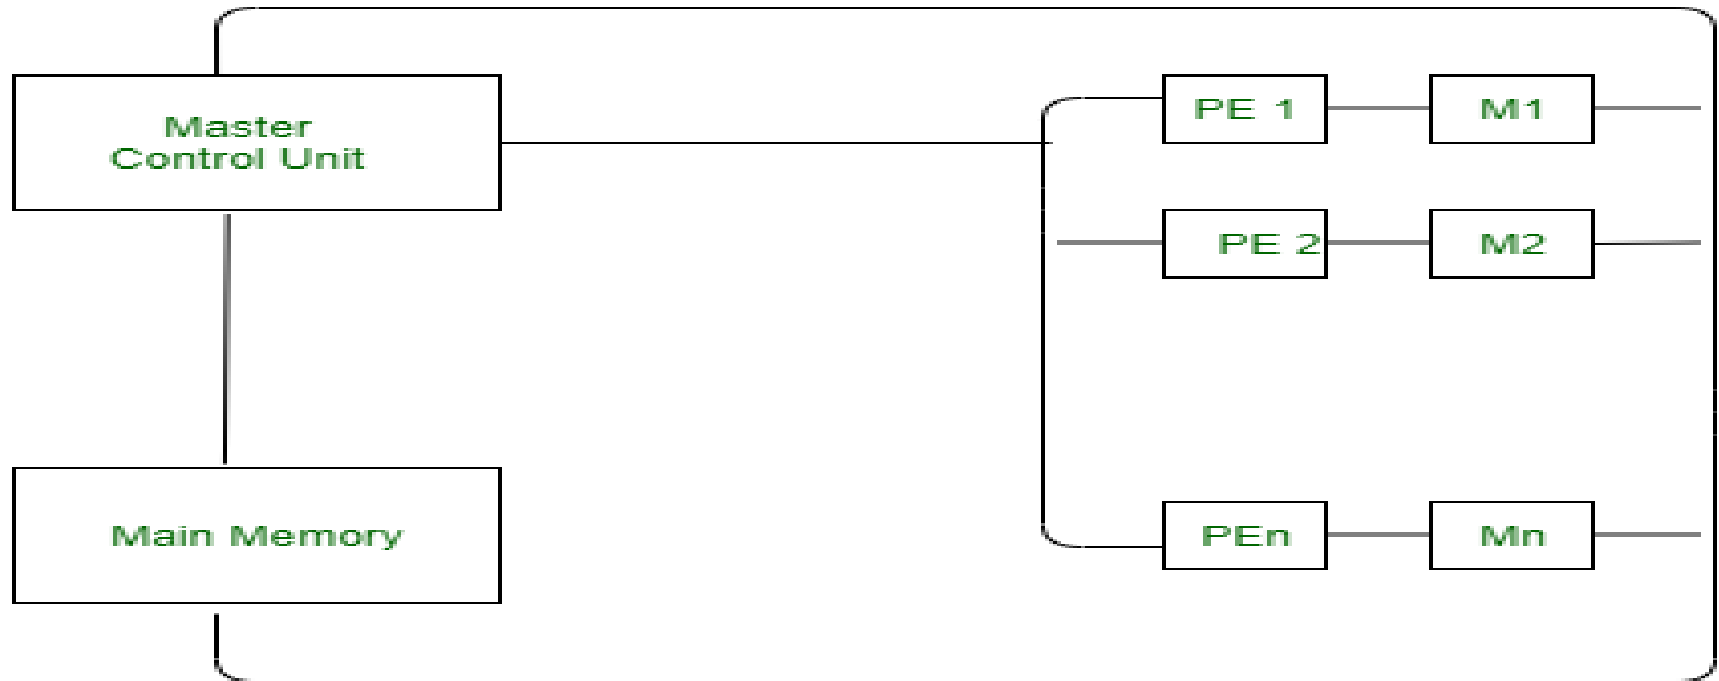 Master
Control Unit
PE 1
M1
PE 2
M2
Main Memory
PEn
Mn